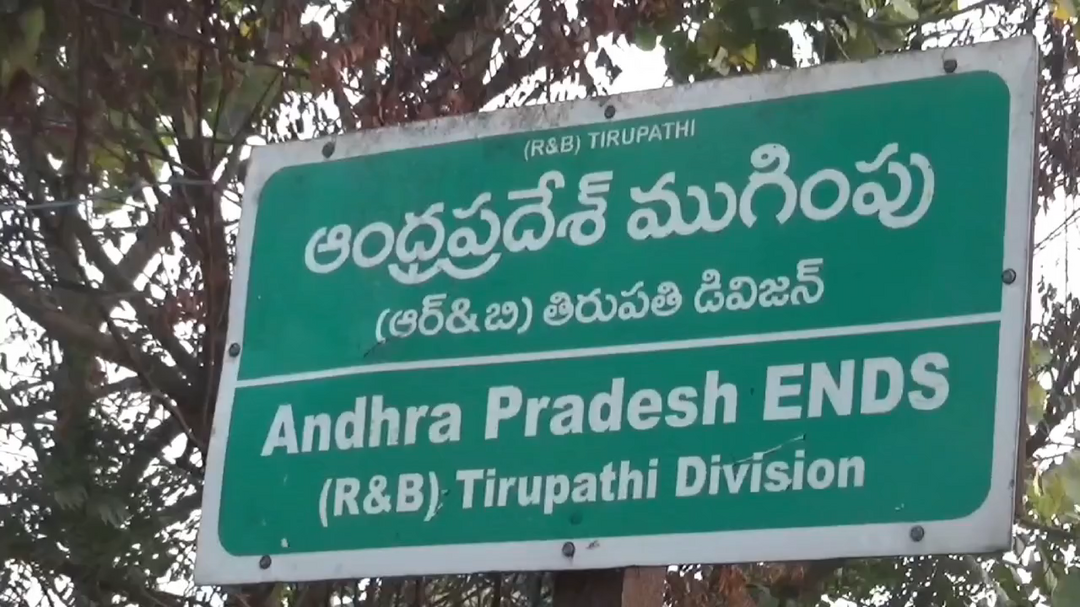 (R&B) TIRUPATHI
ఆంధ్రప్రదేశ్ ముగింపు
(ఆర్&బి) తిరుపతి డివిజన్
Andhra Pradesh ENDS
(R&B) Tirupathi Division